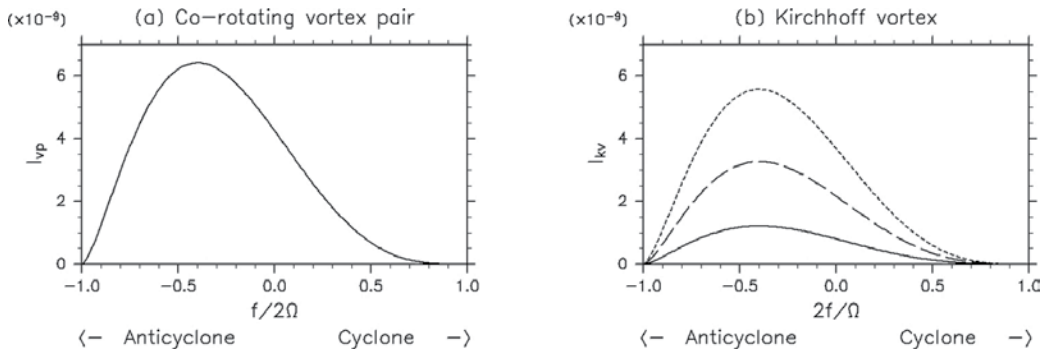 (a) Co-rotating vortex pair
(×10⁻⁹)
6
4
2
0
I_vp
-1.0 -0.5 0.0 0.5 1.0
f/2Ω
<- Anticyclone Cyclone ->
(b) Kirchhoff vortex
(×10⁻⁹)
6
4
2
0
I_kv
-1.0 -0.5 0.0 0.5 1.0
2f/Ω
<- Anticyclone Cyclone ->